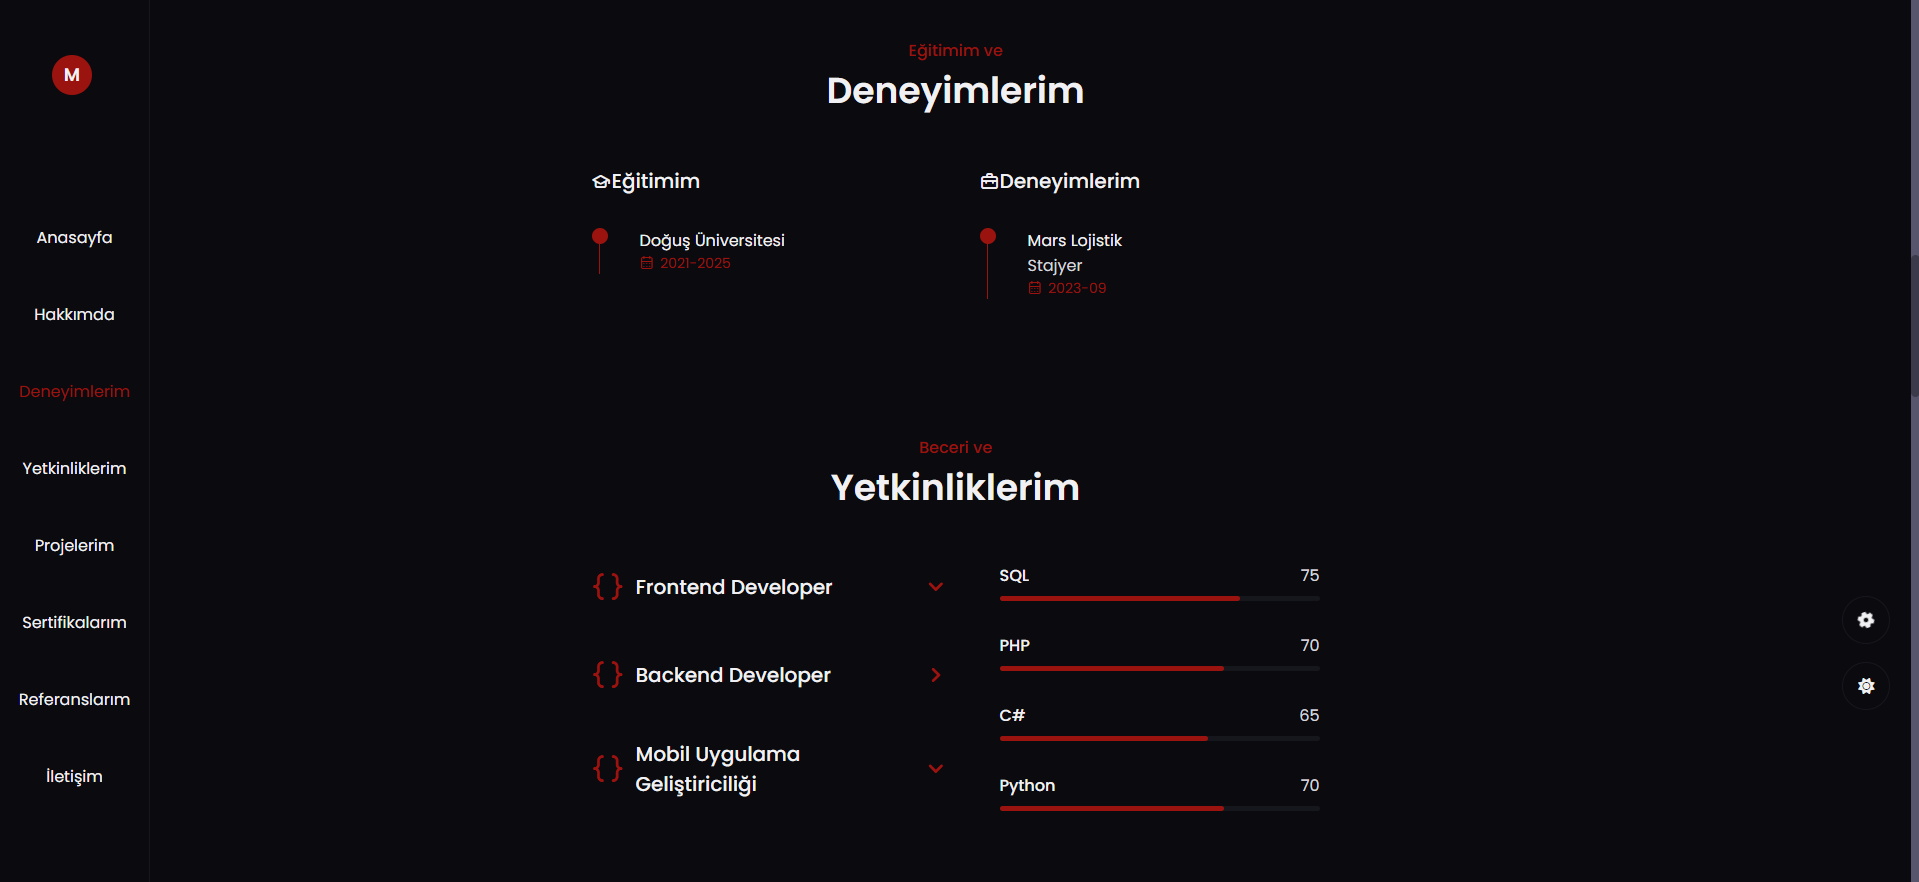 M
Anasayfa
Hakkımda
Deneyimlerim
Yetkinliklerim
Projelerim
Sertifikalarım
Referanslarım
İletişim
Eğitimim ve
Deneyimlerim
Eğitimim
Doğuş Üniversitesi
2021-2025
Deneyimlerim
Mars Lojistik
Stajyer
2023-09
Beceri ve
Yetkinliklerim
Frontend Developer
Backend Developer
Mobil Uygulama
Geliştiriciliği
SQL 75
PHP 70
C# 65
Python 70